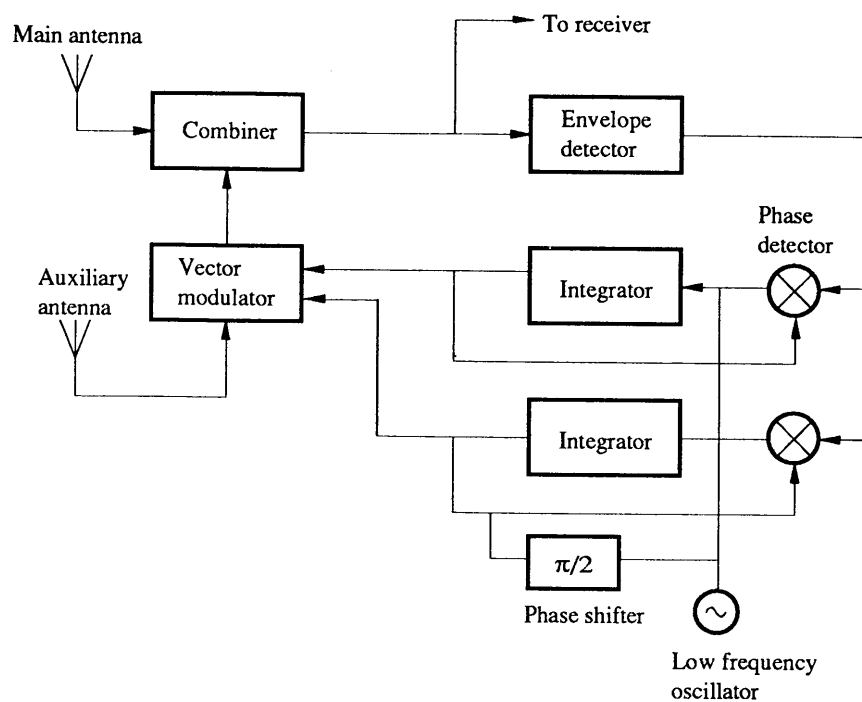 To receiver
Main antenna
Combiner
Envelope
detector
Phase
detector
Vector
modulator
Auxiliary
antenna
Integrator
Integrator
π/2
Phase shifter
Low frequency
oscillator